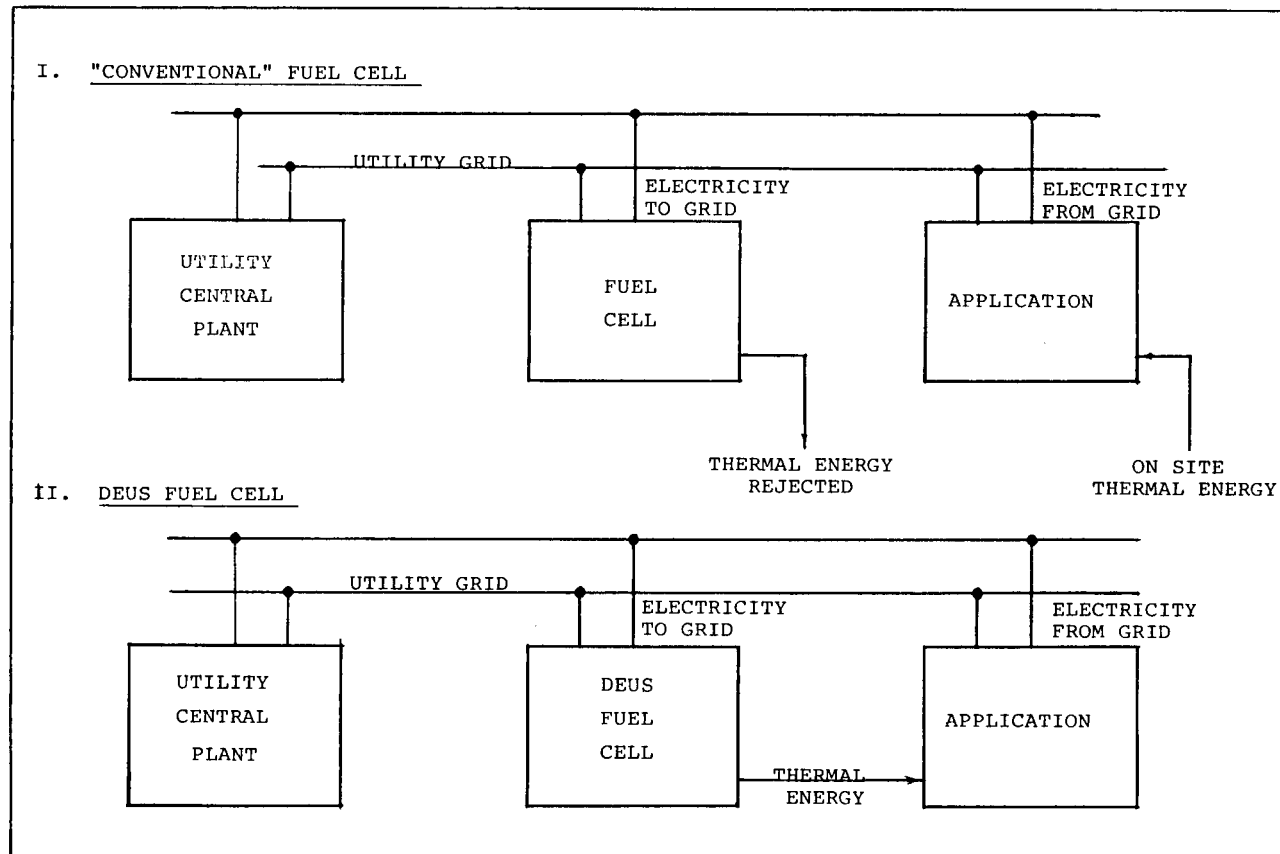 I. "CONVENTIONAL" FUEL CELL
UTILITY GRID
ELECTRICITY
TO GRID
ELECTRICITY
FROM GRID
UTILITY
CENTRAL
PLANT
FUEL
CELL
APPLICATION
THERMAL ENERGY
REJECTED
ON SITE
THERMAL ENERGY
II. DEUS FUEL CELL
UTILITY GRID
ELECTRICITY
TO GRID
ELECTRICITY
FROM GRID
UTILITY
CENTRAL
PLANT
DEUS
FUEL
CELL
APPLICATION
THERMAL
ENERGY